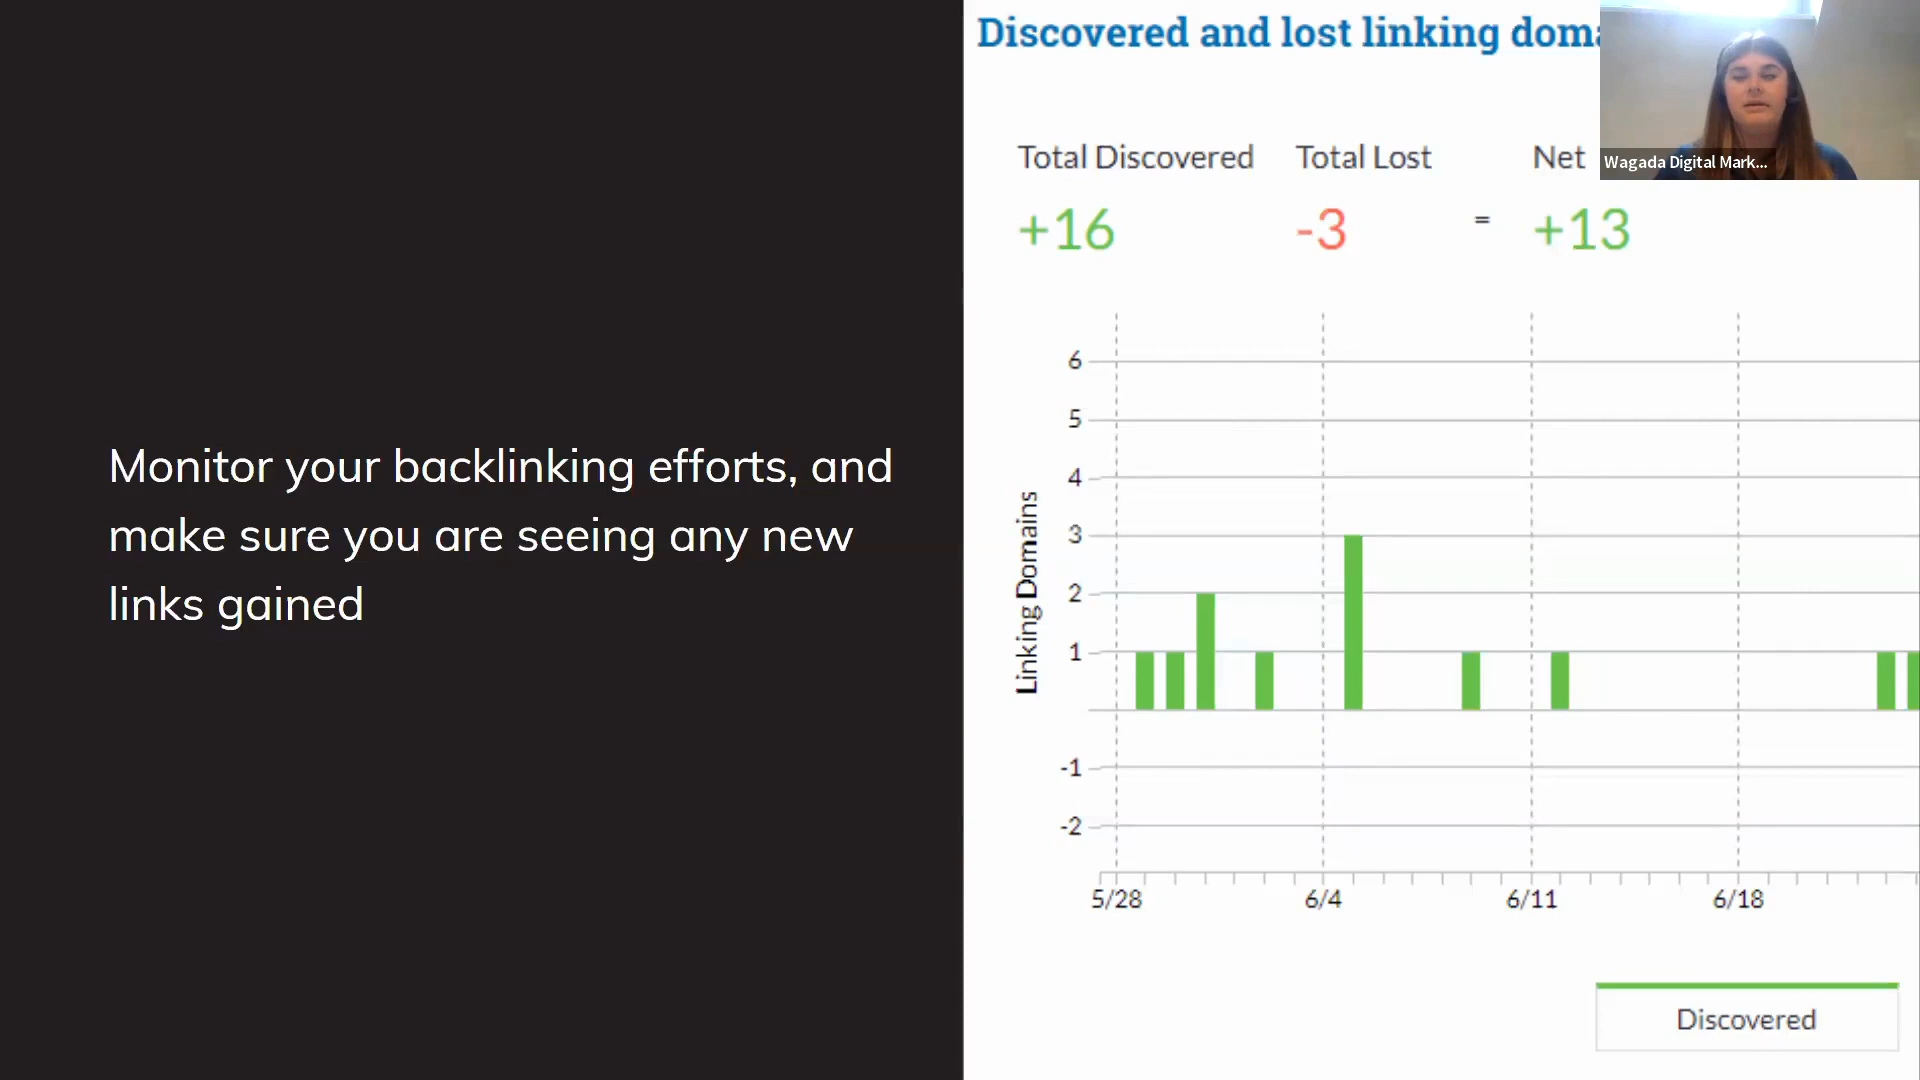 Monitor your backlinking efforts, and
make sure you are seeing any new
links gained
Discovered and lost linking
Wagada Digital Mark...
Total Discovered
Total Lost
Net
+16
-3
=
+13
Linking Domains
6
5
4
3
2
1
-1
-2
5/28
6/4
6/11
6/18
Discovered